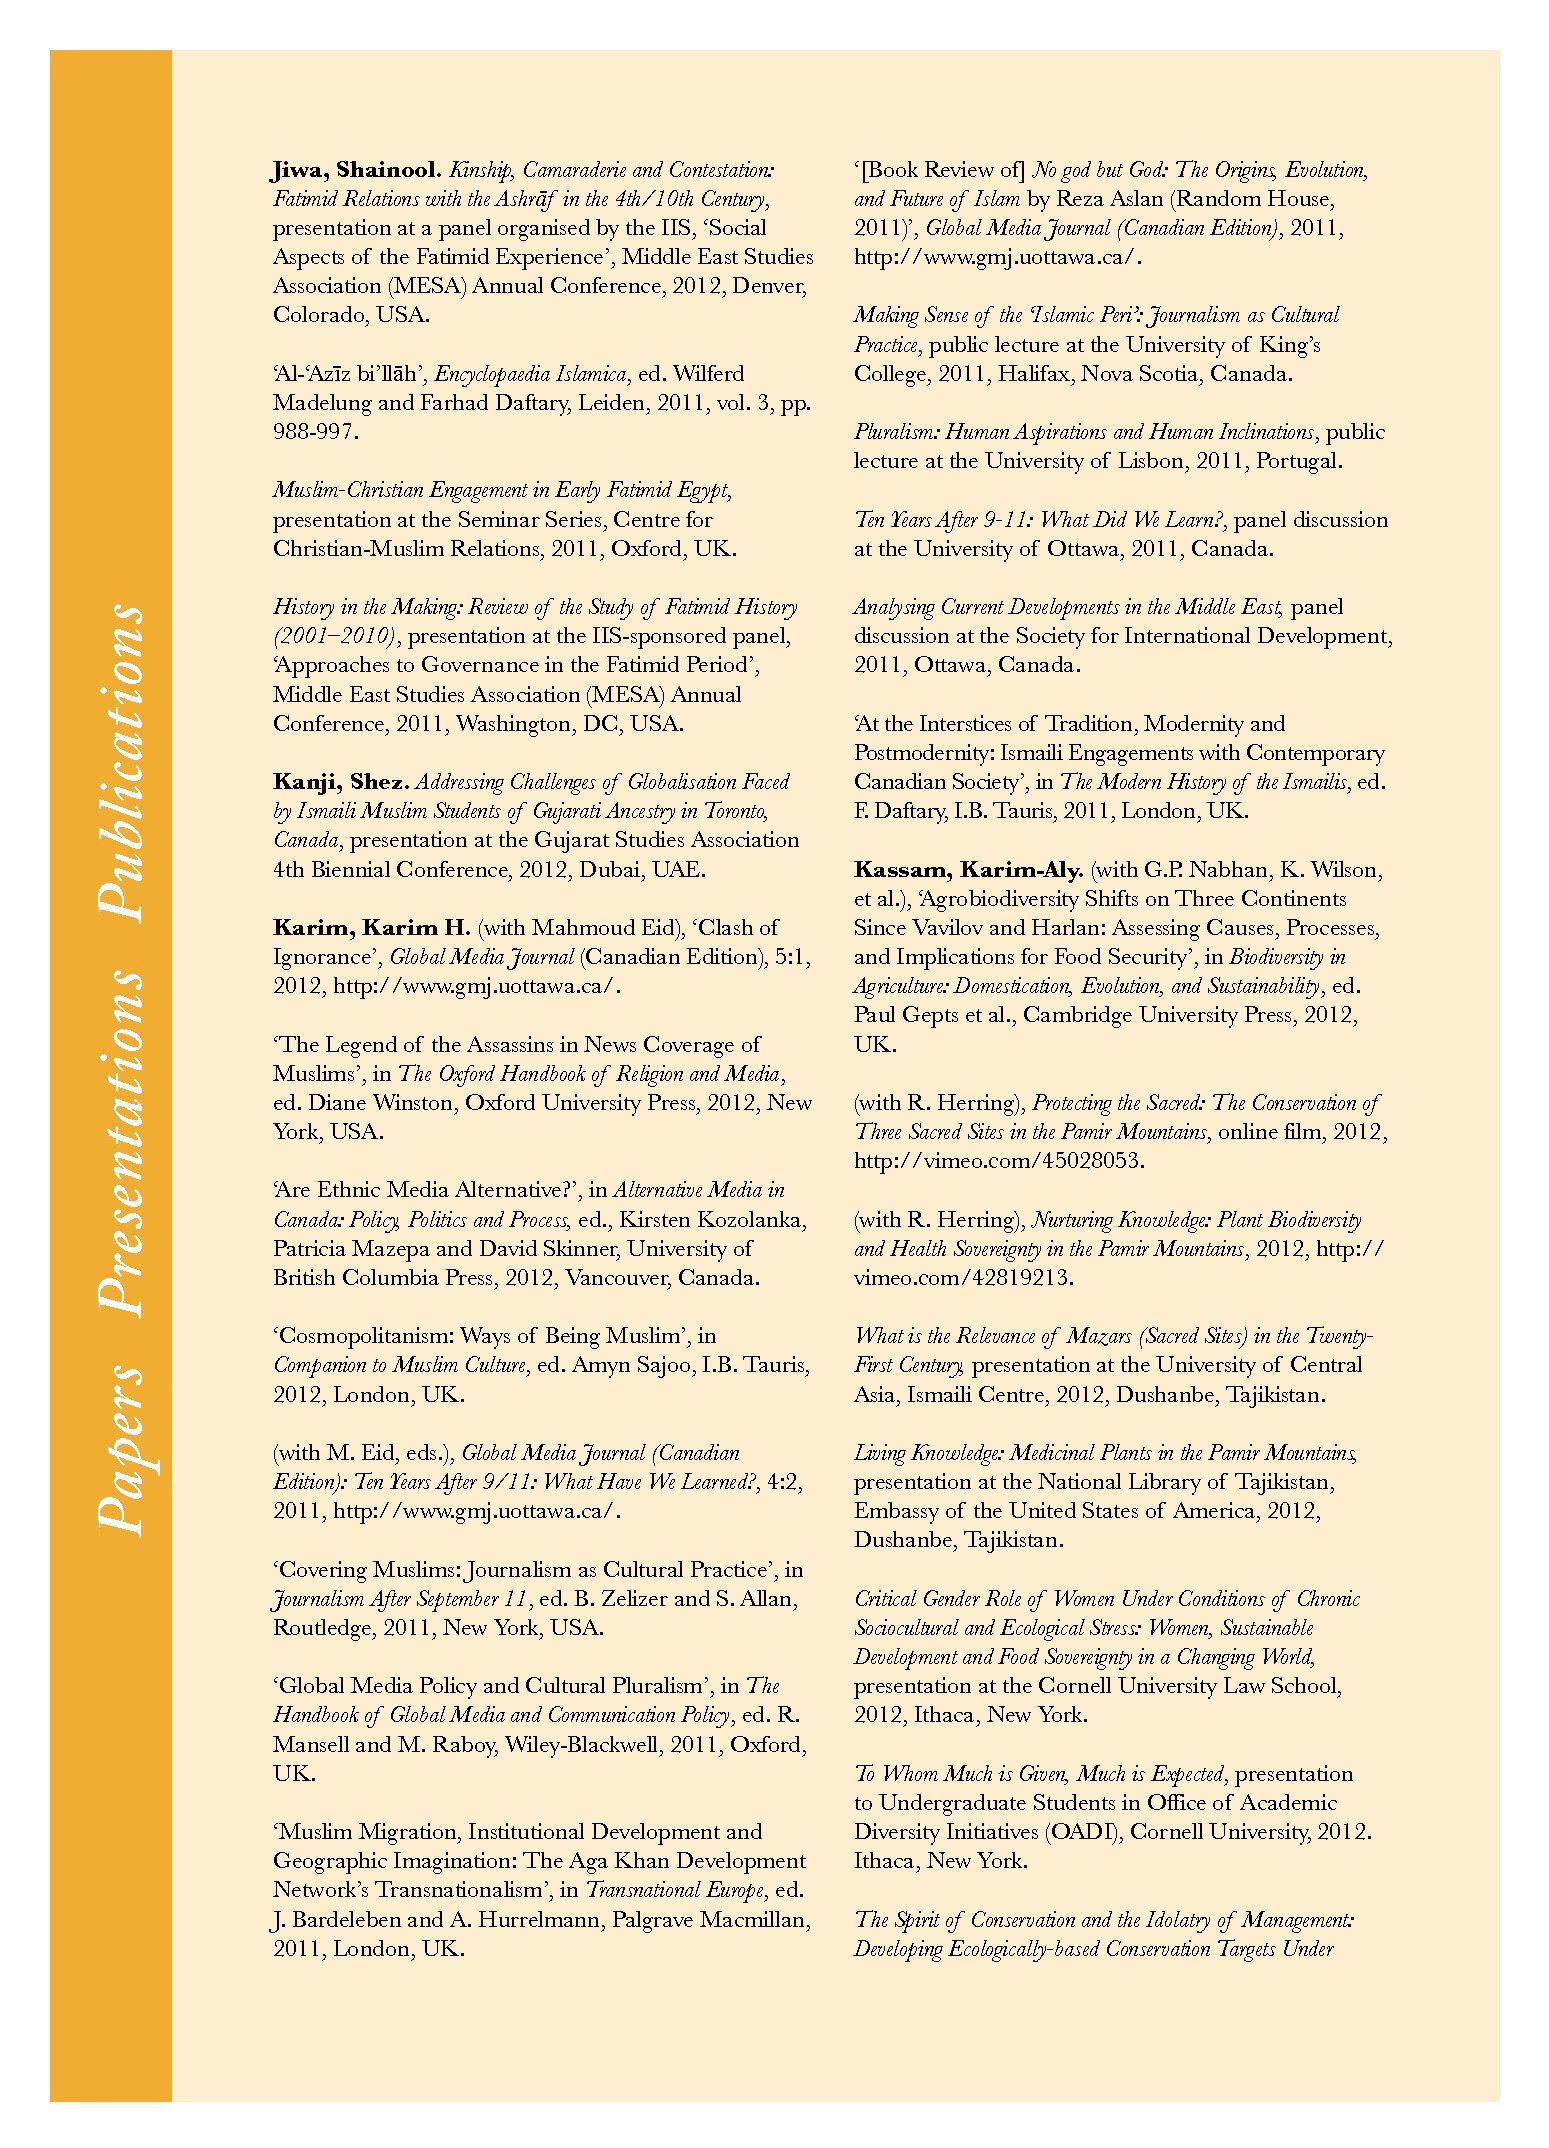 Papers Presentations Publications
Jiwa, Shainool. Kinship, Camaraderie and Contestation:
Fatimid Relations with the Ashrāf in the 4th/10th Century,
presentation at a panel organised by the IIS, ‘Social
Aspects of the Fatimid Experience’, Middle East Studies
Association (MESA) Annual Conference, 2012, Denver,
Colorado, USA.
‘Al-‘Azīz bi’llāh’, Encyclopaedia Islamica, ed. Wilferd
Madelung and Farhad Daftary, Leiden, 2011, vol. 3, pp.
988-997.
Muslim-Christian Engagement in Early Fatimid Egypt,
presentation at the Seminar Series, Centre for
Christian-Muslim Relations, 2011, Oxford, UK.
History in the Making: Review of the Study of Fatimid History
(2001–2010), presentation at the IIS-sponsored panel,
‘Approaches to Governance in the Fatimid Period’,
Middle East Studies Association (MESA) Annual
Conference, 2011, Washington, DC, USA.
Kanji, Shez. Addressing Challenges of Globalisation Faced
by Ismaili Muslim Students of Gujarati Ancestry in Toronto,
Canada, presentation at the Gujarat Studies Association
4th Biennial Conference, 2012, Dubai, UAE.
Karim, Karim H. (with Mahmoud Eid), ‘Clash of
Ignorance’, Global Media Journal (Canadian Edition), 5:1,
2012, http://www.gmj.uottawa.ca/.
‘The Legend of the Assassins in News Coverage of
Muslims’, in The Oxford Handbook of Religion and Media,
ed. Diane Winston, Oxford University Press, 2012, New
York, USA.
‘Are Ethnic Media Alternative?’, in Alternative Media in
Canada: Policy, Politics and Process, ed., Kirsten Kozolanka,
Patricia Mazepa and David Skinner, University of
British Columbia Press, 2012, Vancouver, Canada.
‘Cosmopolitanism: Ways of Being Muslim’, in
Companion to Muslim Culture, ed. Amyn Sajoo, I.B. Tauris,
2012, London, UK.
(with M. Eid, eds.), Global Media Journal (Canadian
Edition): Ten Years After 9/11: What Have We Learned?, 4:2,
2011, http://www.gmj.uottawa.ca/.
‘Covering Muslims: Journalism as Cultural Practice’, in
Journalism After September 11, ed. B. Zelizer and S. Allan,
Routledge, 2011, New York, USA.
‘Global Media Policy and Cultural Pluralism’, in The
Handbook of Global Media and Communication Policy, ed. R.
Mansell and M. Raboy, Wiley-Blackwell, 2011, Oxford,
UK.
‘Muslim Migration, Institutional Development and
Geographic Imagination: The Aga Khan Development
Network’s Transnationalism’, in Transnational Europe, ed.
J. Bardeleben and A. Hurrelmann, Palgrave Macmillan,
2011, London, UK.
‘[Book Review of] No god but God: The Origins, Evolution,
and Future of Islam by Reza Aslan (Random House,
2011)’, Global Media Journal (Canadian Edition), 2011,
http://www.gmj.uottawa.ca/.
Making Sense of the ‘Islamic Peri’: Journalism as Cultural
Practice, public lecture at the University of King’s
College, 2011, Halifax, Nova Scotia, Canada.
Pluralism: Human Aspirations and Human Inclinations, public
lecture at the University of Lisbon, 2011, Portugal.
Ten Years After 9-11: What Did We Learn?, panel discussion
at the University of Ottawa, 2011, Canada.
Analysing Current Developments in the Middle East, panel
discussion at the Society for International Development,
2011, Ottawa, Canada.
‘At the Interstices of Tradition, Modernity and
Postmodernity: Ismaili Engagements with Contemporary
Canadian Society’, in The Modern History of the Ismailis, ed.
F. Daftary, I.B. Tauris, 2011, London, UK.
Kassam, Karim-Aly. (with G.P. Nabhan, K. Wilson,
et al.), ‘Agrobiodiversity Shifts on Three Continents
Since Vavilov and Harlan: Assessing Causes, Processes,
and Implications for Food Security’, in Biodiversity in
Agriculture: Domestication, Evolution, and Sustainability, ed.
Paul Gepts et al., Cambridge University Press, 2012,
UK.
(with R. Herring), Protecting the Sacred: The Conservation of
Three Sacred Sites in the Pamir Mountains, online film, 2012,
http://vimeo.com/45028053.
(with R. Herring), Nurturing Knowledge: Plant Biodiversity
and Health Sovereignty in the Pamir Mountains, 2012, http://
vimeo.com/42819213.
What is the Relevance of Mazars (Sacred Sites) in the Twenty-
First Century, presentation at the University of Central
Asia, Ismaili Centre, 2012, Dushanbe, Tajikistan.
Living Knowledge: Medicinal Plants in the Pamir Mountains,
presentation at the National Library of Tajikistan,
Embassy of the United States of America, 2012,
Dushanbe, Tajikistan.
Critical Gender Role of Women Under Conditions of Chronic
Sociocultural and Ecological Stress: Women, Sustainable
Development and Food Sovereignty in a Changing World,
presentation at the Cornell University Law School,
2012, Ithaca, New York.
To Whom Much is Given, Much is Expected, presentation
to Undergraduate Students in Office of Academic
Diversity Initiatives (OADI), Cornell University, 2012.
Ithaca, New York.
The Spirit of Conservation and the Idolatry of Management:
Developing Ecologically-based Conservation Targets Under